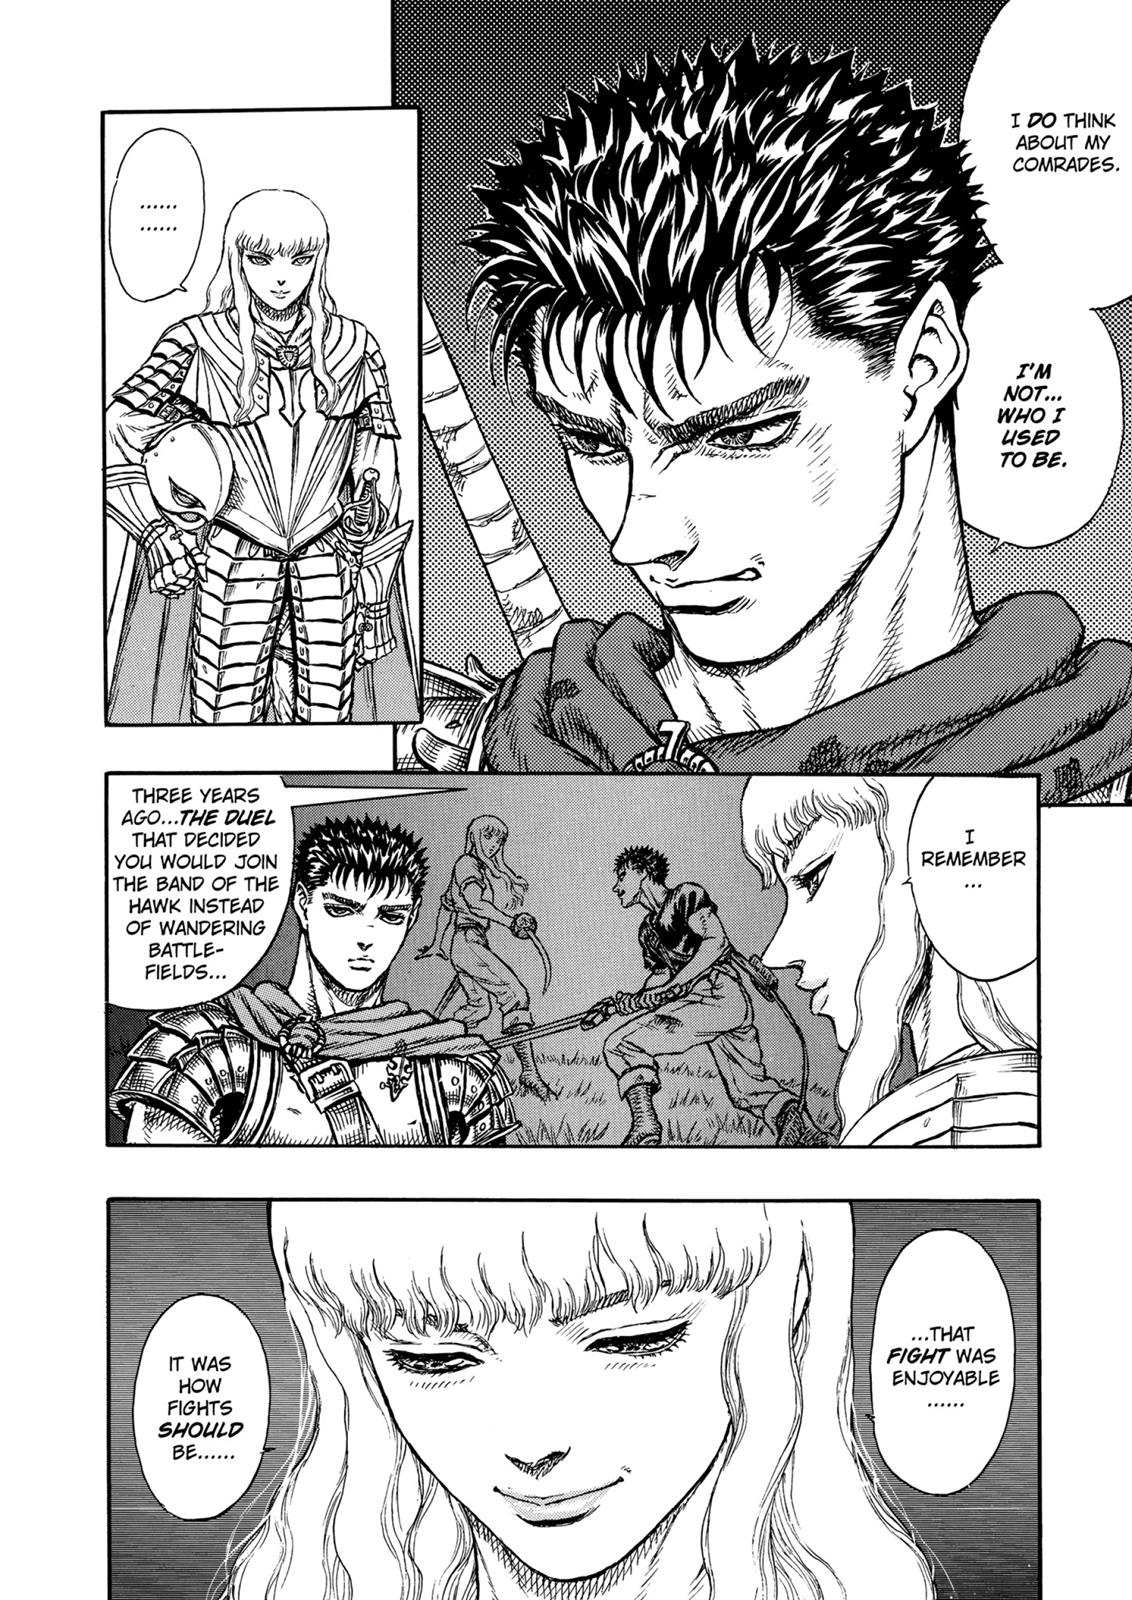 I DO THINK
ABOUT MY
COMRADES.
I'M
NOT...
WHO I
USED
TO BE.
......
......
I
REMEMBER
...
THREE YEARS
AGO...THE DUEL
THAT DECIDED
YOU WOULD JOIN
THE BAND OF THE
HAWK INSTEAD
OF WANDERING
BATTLE-
FIELDS...
...THAT
FIGHT WAS
ENJOYABLE
......
IT WAS
HOW
FIGHTS
SHOULD
BE......